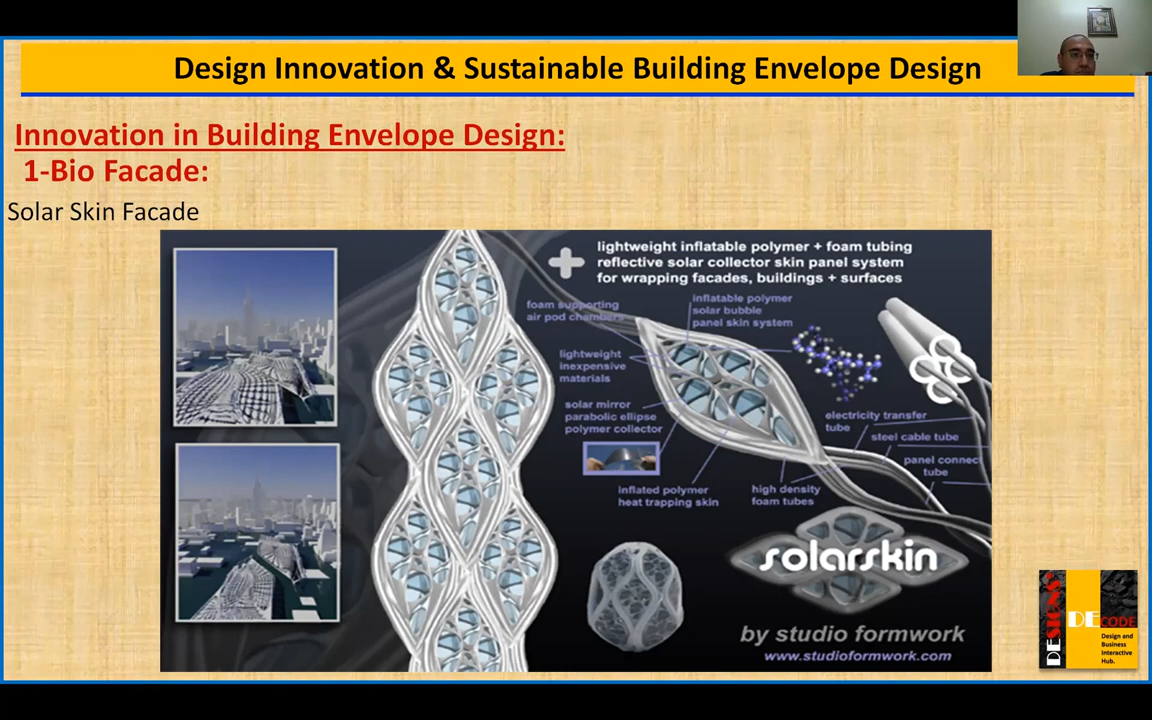 Design Innovation & Sustainable Building Envelope Design
Innovation in Building Envelope Design:
1-Bio Facade:
Solar Skin Facade
+ lightweight inflatable polymer + foam tubing
reflective solar collector skin panel system
for wrapping facades, buildings + surfaces
foam supporting
air pod chambers
inflatable polymer
solar bubble
panel skin system
lightweight
inexpensive
materials
solar mirror
parabolic ellipse
polymer collector
electricity transfer
tube
steel cable tube
panel connect
tube
inflated polymer
heat trapping skin
high density
foam tubes
solarskin
by studio formwork
www.studioformwork.com
DESIGNS
DECODE
Design and
Business
Interactive
Hub.